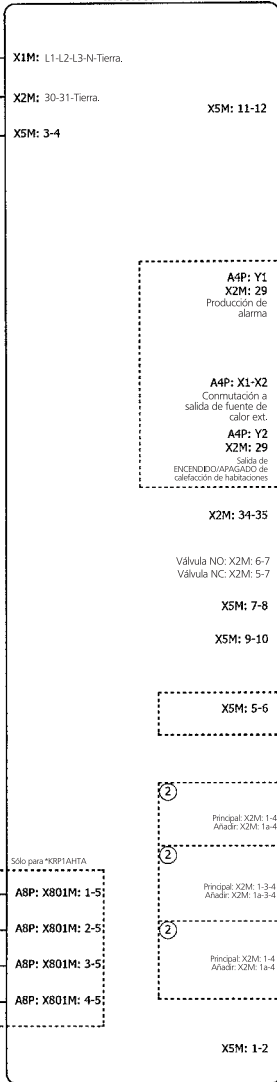 X1M: L1-L2-L3-N-Tierra.
X2M: 30-31-Tierra.
X5M: 11-12
X5M: 3-4
A4P: Y1
X2M: 29
Producción de
alarma
A4P: X1-X2
Conmutación a
salida de fuente de
calor ext.
A4P: Y2
X2M: 29
Salida de
ENCENDIDO/APAGADO de
calefacción de habitaciones
X2M: 34-35
Válvula NO: X2M: 6-7
Válvula NC: X2M: 5-7
X5M: 7-8
X5M: 9-10
X5M: 5-6
2
Principal: X2M: 1-4
Añadir: X2M: 1a-4
2
Principal: X2M: 1-3-4
Añadir: X2M: 1a-3-4
2
Principal: X2M: 1-4
Añadir: X2M: 1a-4
Sólo para *KRP1AHTA
A8P: X801M: 1-5
A8P: X801M: 2-5
A8P: X801M: 3-5
A8P: X801M: 4-5
X5M: 1-2